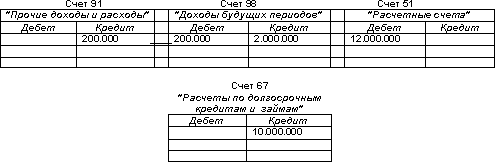 Счет 91 Счет 98 Счет 51
"Прочие доходы и расходы" "Доходы будущих периодов" "Расчетные счета"
Дебет Кредит Дебет Кредит Дебет Кредит
200.000 200.000 2.000.000 12.000.000
Счет 67
"Расчеты по долгосрочным
кредитам и займам"
Дебет Кредит
10.000.000